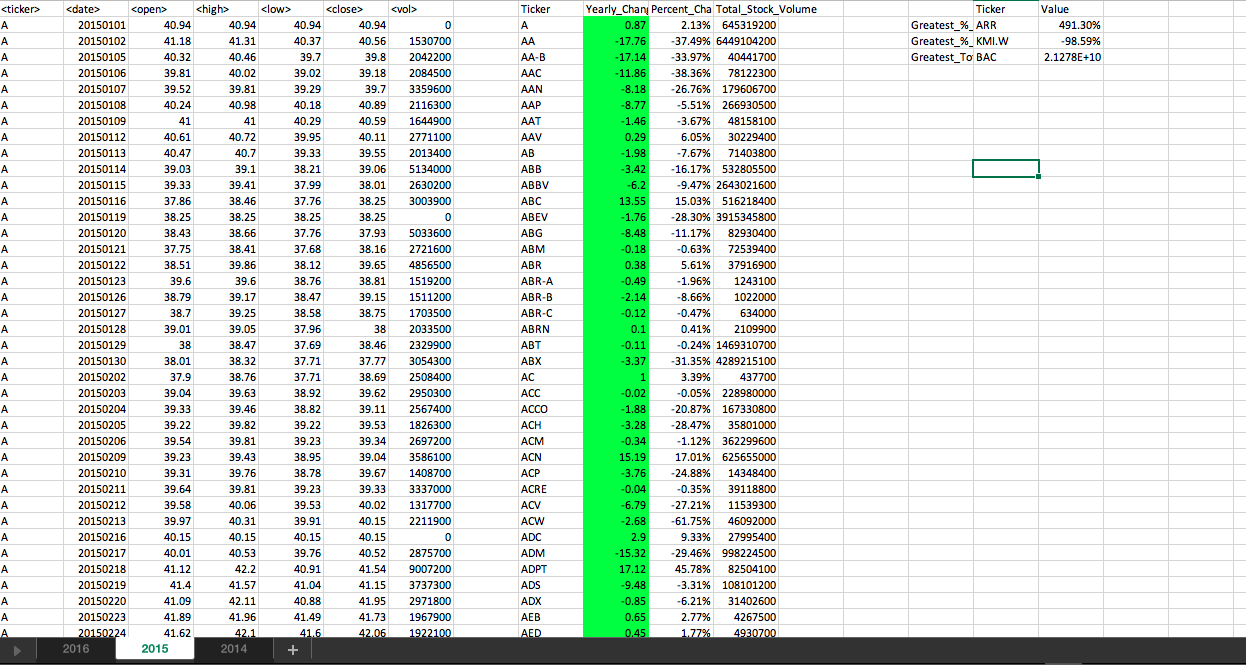 <ticker> <date> <open> <high> <low> <close> <vol> Ticker Yearly_Chang Percent_Cha Total_Stock_Volume Ticker Value
A 20150101 40.94 40.94 40.94 40.94 0 A 0.87 2.13% 645319200 Greatest_%_ ARR 491.30%
A 20150102 41.18 41.31 40.37 40.56 1530700 AA -17.76 -37.49% 6449104200 Greatest_%_ KMI.W -98.59%
A 20150105 40.32 40.46 39.7 39.8 2042200 AA-B -17.14 -33.97% 40441700 Greatest_To BAC 2.1278E+10
A 20150106 39.81 40.02 39.02 39.18 2084500 AAC -11.86 -38.36% 78122300
A 20150107 39.52 39.81 39.29 39.7 3359600 AAN -8.18 -26.76% 179606700
A 20150108 40.24 40.98 40.18 40.89 2116300 AAP -8.77 -5.51% 266930500
A 20150109 41 41 40.29 40.59 1644900 AAT -1.46 -3.67% 48158100
A 20150112 40.61 40.72 39.95 40.11 2771100 AAV 0.29 6.05% 30229400
A 20150113 40.47 40.7 39.33 39.55 2013400 AB -1.98 -7.67% 71403800
A 20150114 39.03 39.1 38.21 39.06 5134000 ABB -3.42 -16.17% 532805500
A 20150115 39.33 39.41 37.99 38.01 2630200 ABBV -6.2 -9.47% 2643021600
A 20150116 37.86 38.46 37.76 38.25 3003900 ABC 13.55 15.03% 516218400
A 20150119 38.25 38.25 38.25 38.25 0 ABEV -1.76 -28.30% 3915345800
A 20150120 38.43 38.66 37.76 37.93 5033600 ABG -8.48 -11.17% 82930400
A 20150121 37.75 38.41 37.68 38.16 2721600 ABM -0.18 -0.63% 72539400
A 20150122 38.51 39.86 38.12 39.65 4856500 ABR 0.38 5.61% 37916900
A 20150123 39.6 39.6 38.76 38.81 1519200 ABR-A -0.49 -1.96% 1243100
A 20150126 38.79 39.17 38.47 39.15 1511200 ABR-B -2.14 -8.66% 1022000
A 20150127 38.7 39.25 38.58 38.75 1703500 ABR-C -0.12 -0.47% 634000
A 20150128 39.01 39.05 37.96 38 2033500 ABRN 0.1 0.41% 2109900
A 20150129 38 38.47 37.69 38.46 2329900 ABT -0.11 -0.24% 1469310700
A 20150130 38.01 38.32 37.71 37.77 3054300 ABX -3.37 -31.35% 4289215100
A 20150202 37.9 38.76 37.71 38.69 2508400 AC 1 3.39% 437700
A 20150203 39.04 39.63 38.92 39.62 2950300 ACC -0.02 -0.05% 228980000
A 20150204 39.33 39.46 38.82 39.11 2567400 ACCO -1.88 -20.87% 167330800
A 20150205 39.22 39.82 39.22 39.53 1826300 ACH -3.28 -28.47% 35801000
A 20150206 39.54 39.81 39.23 39.34 2697200 ACM -0.34 -1.12% 362299600
A 20150209 39.23 39.43 38.95 39.04 3586100 ACN 15.19 17.01% 625655000
A 20150210 39.31 39.76 38.78 39.67 1408700 ACP -3.76 -24.88% 14348400
A 20150211 39.64 39.81 39.23 39.33 3337000 ACRE -0.04 -0.35% 39118800
A 20150212 39.58 40.06 39.53 40.02 1317700 ACV -6.79 -27.21% 11539300
A 20150213 39.97 40.31 39.91 40.15 2211900 ACW -2.68 -61.75% 46092000
A 20150216 40.15 40.15 40.15 40.15 0 ADC 2.9 9.33% 27995400
A 20150217 40.01 40.53 39.76 40.52 2875700 ADM -15.32 -29.46% 998224500
A 20150218 41.12 42.2 40.91 41.54 9007200 ADPT 17.12 45.78% 82504100
A 20150219 41.4 41.57 41.04 41.15 3737300 ADS -9.48 -3.31% 108101200
A 20150220 41.09 42.11 40.88 41.95 2971800 ADX -0.85 -6.21% 31402600
A 20150223 41.89 41.96 41.49 41.73 1967900 AEB 0.65 2.77% 4267500
A 20150224 41.62 42.1 41.6 42.06 1922100 AED 0.45 1.77% 4930700
2016 2015 2014 +